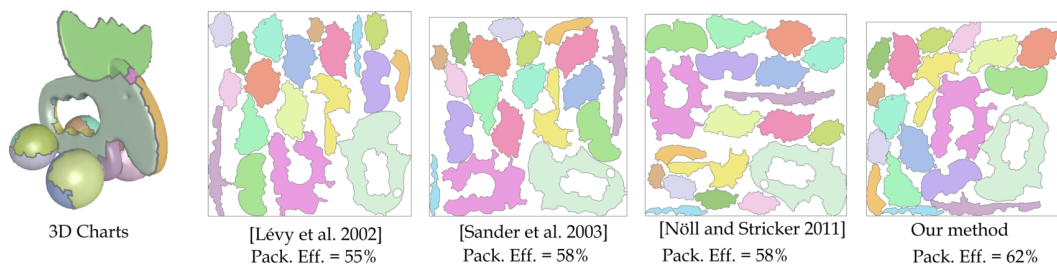 3D Charts
[Lévy et al. 2002]
Pack. Eff. = 55%
[Sander et al. 2003]
Pack. Eff. = 58%
[Nöll and Stricker 2011]
Pack. Eff. = 58%
Our method
Pack. Eff. = 62%